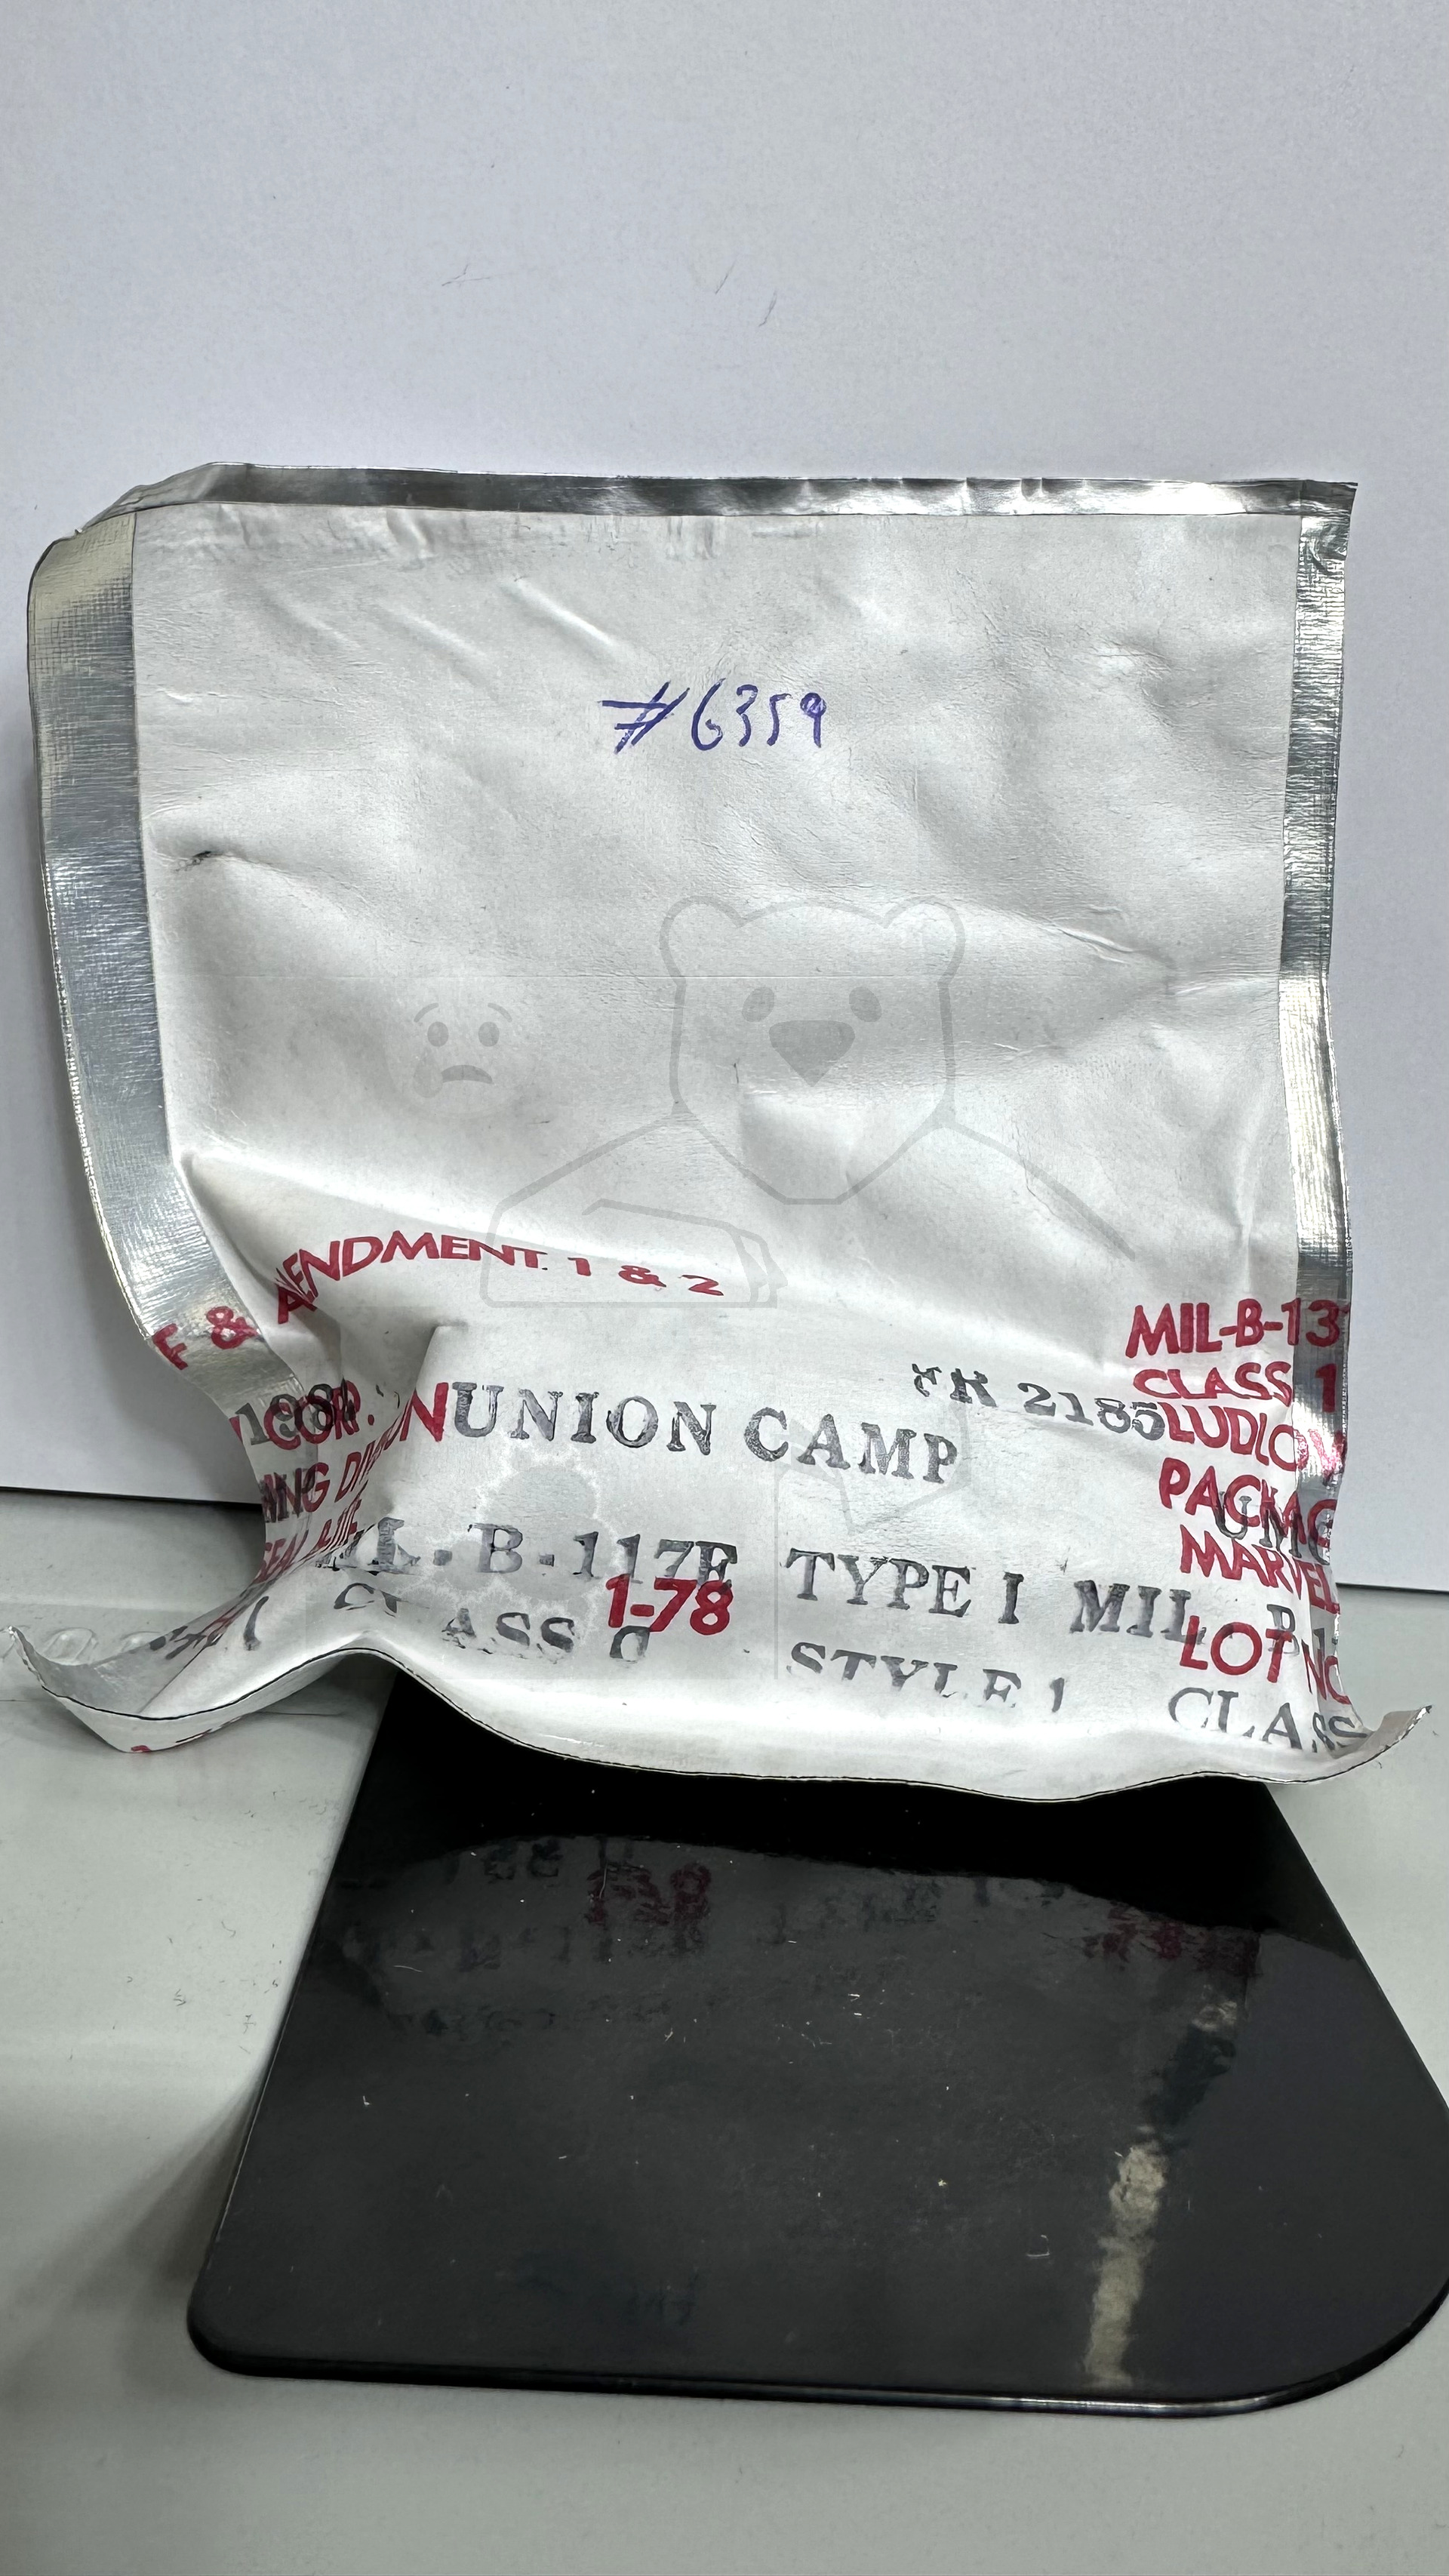 #6359
F & AMENDMENT 1 & 2
MIL-B-13
CLASS 1
FR 2185
CORP.
UNION CAMP
LUDLOW
PACKAG
MARVEL
B-117E TYPE I MIL
1-78
CLASS C
STYLE 1
LOT NO
CLASS